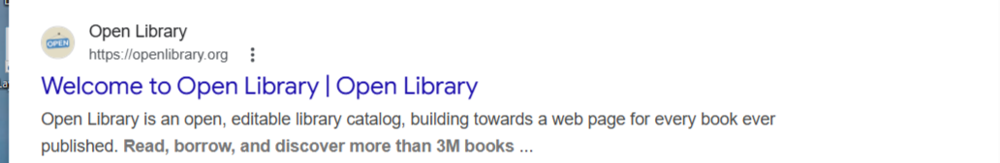 Open Library
OPEN
https://openlibrary.org
Welcome to Open Library | Open Library
Open Library is an open, editable library catalog, building towards a web page for every book ever
published. Read, borrow, and discover more than 3M books ...